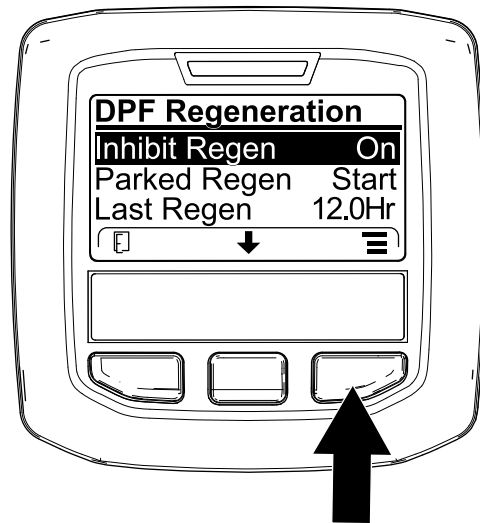 DPF Regeneration
Inhibit Regen On
Parked Regen Start
Last Regen 12.0Hr